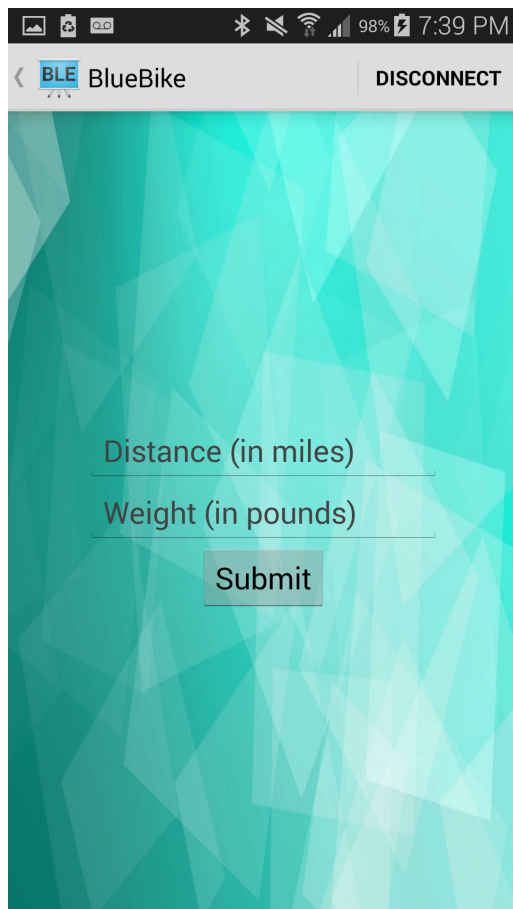 98% 7:39 PM
BLE BlueBike DISCONNECT
Distance (in miles)
Weight (in pounds)
Submit